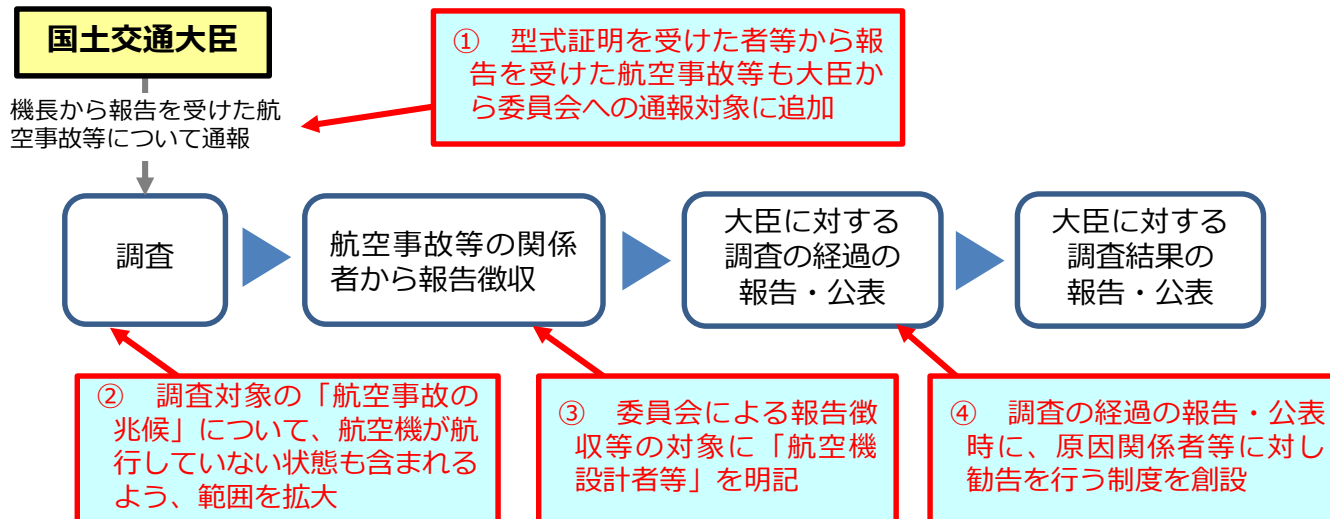 国土交通大臣
機長から報告を受けた航
空事故等について通報
① 型式証明を受けた者等から報
告を受けた航空事故等も大臣か
ら委員会への通報対象に追加
調査
航空事故等の関係
者から報告徴収
大臣に対する
調査の経過の
報告・公表
大臣に対する
調査結果の
報告・公表
② 調査対象の「航空事故の
兆候」について、航空機が航
行していない状態も含まれる
よう、範囲を拡大
③ 委員会による報告徴
収等の対象に「航空機
設計者等」を明記
④ 調査の経過の報告・公表
時に、原因関係者等に対し
勧告を行う制度を創設